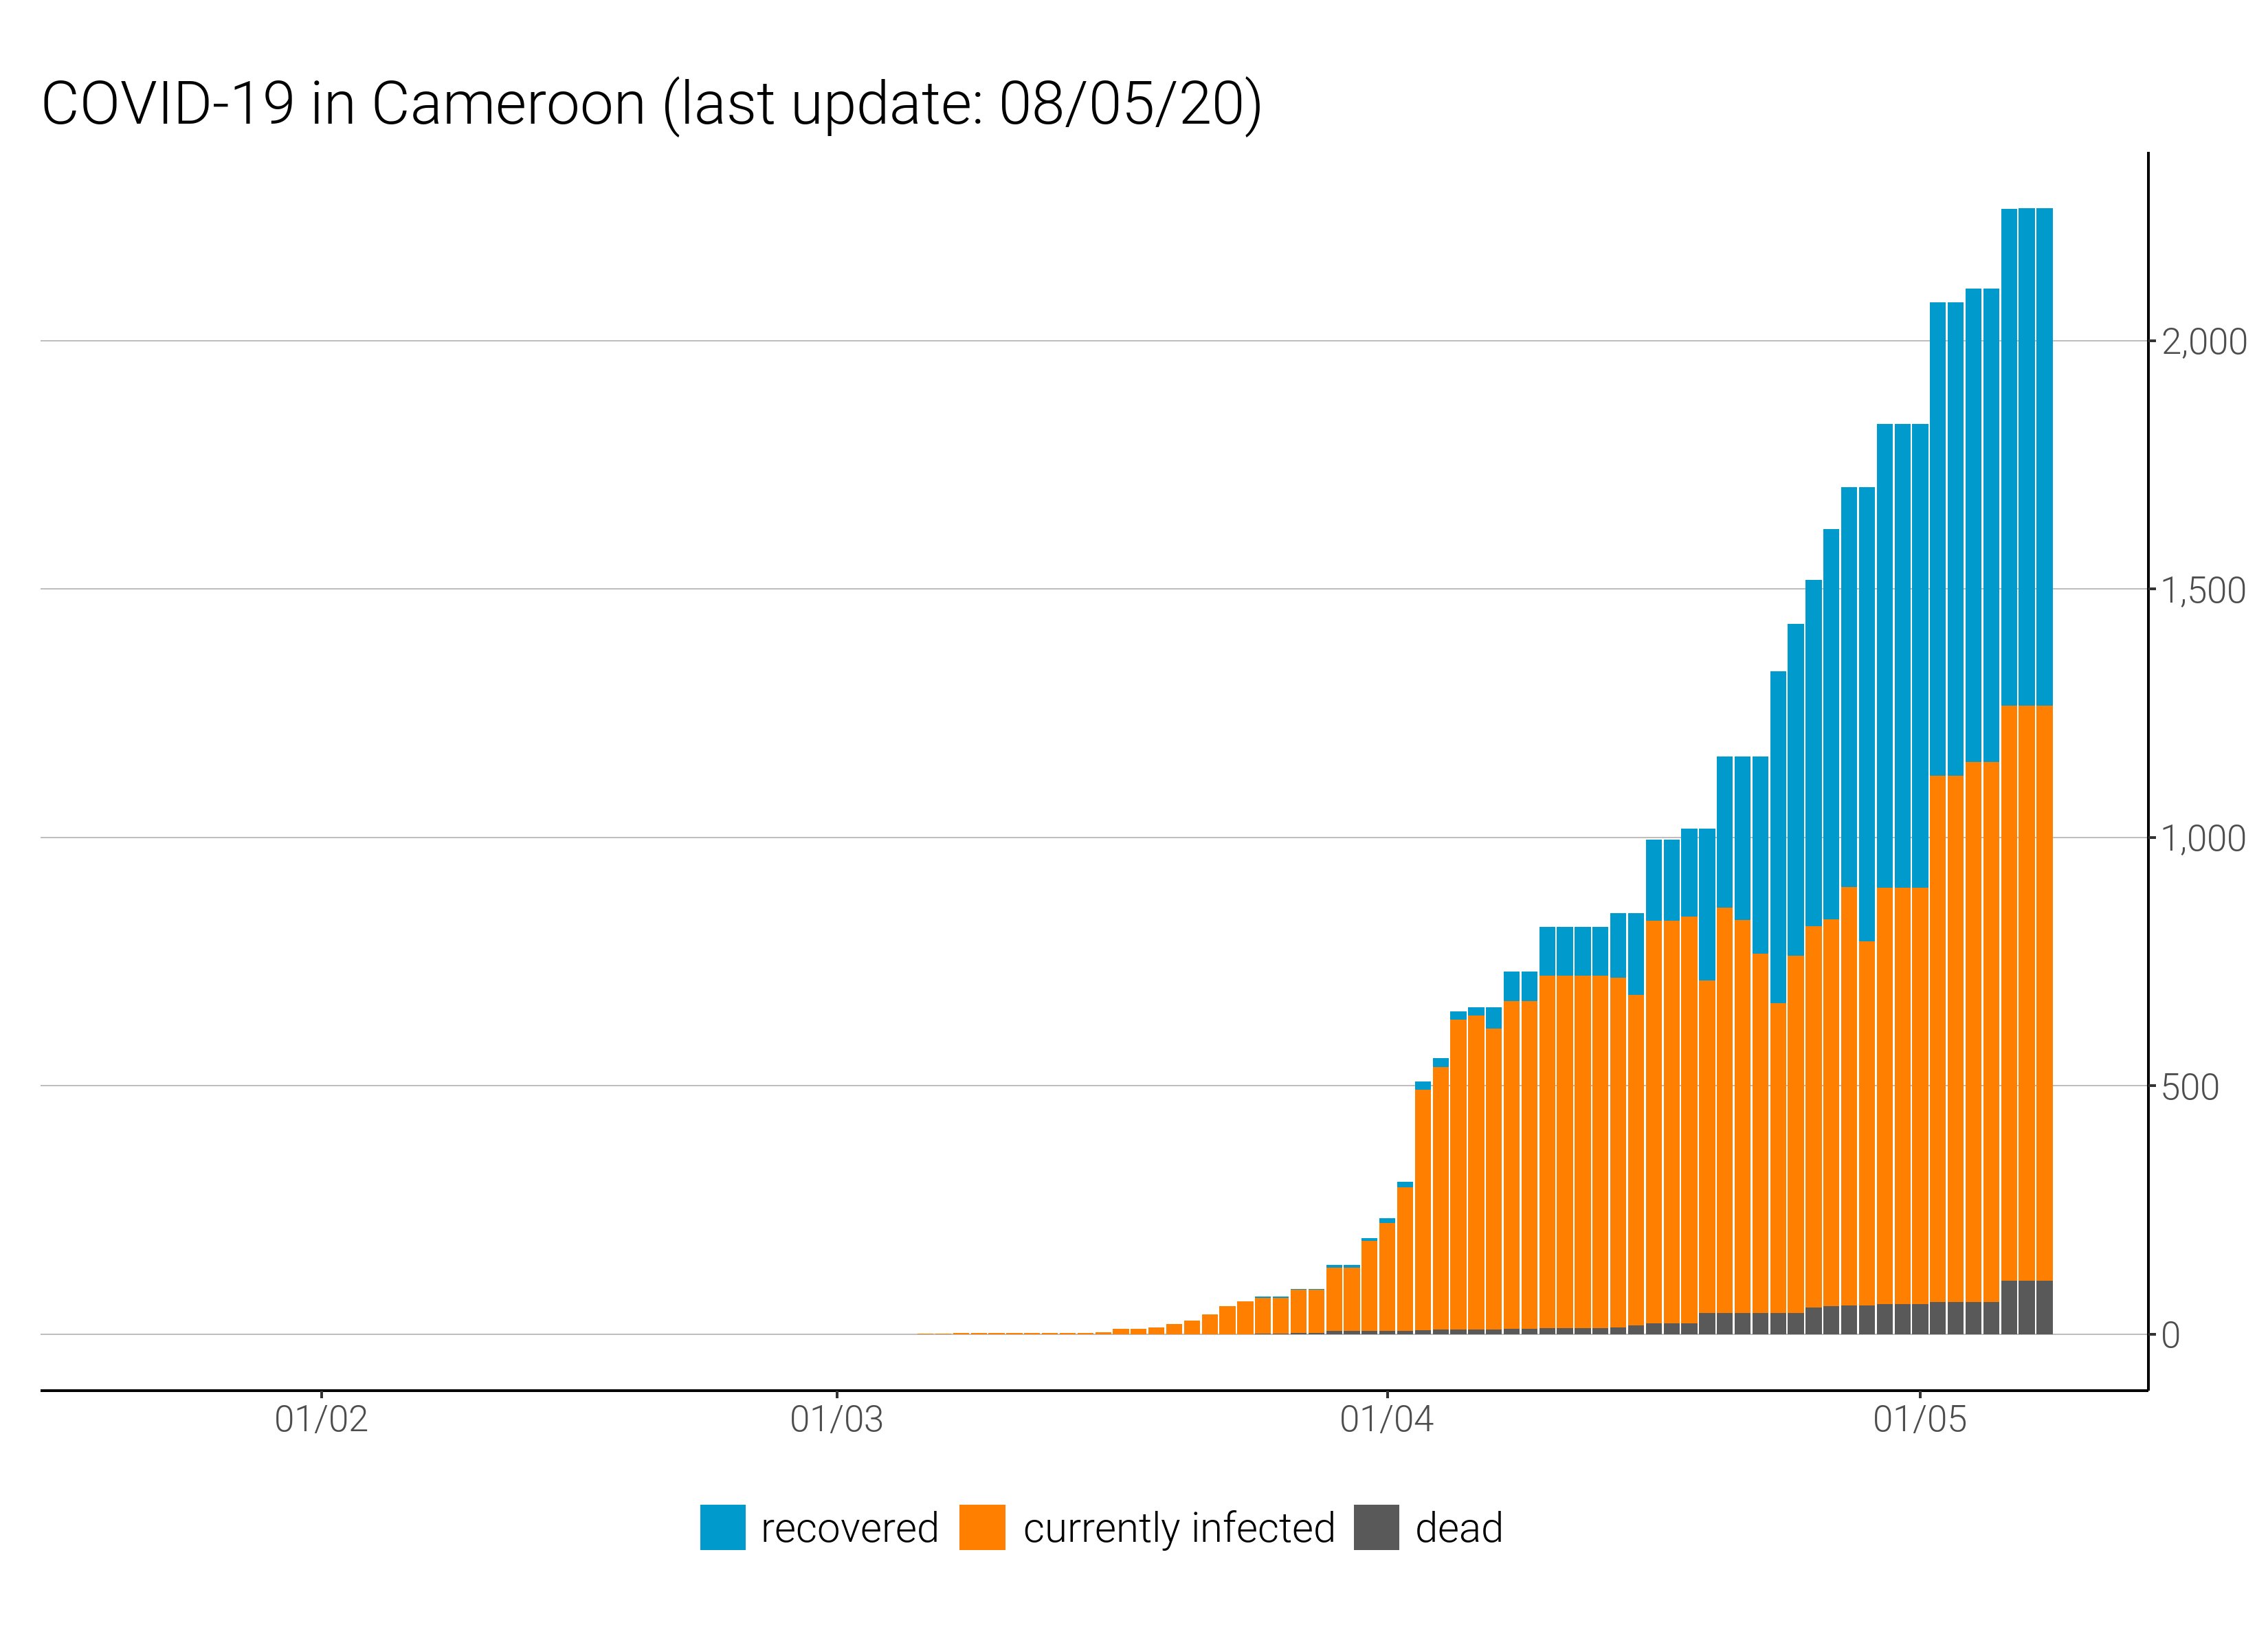 COVID-19 in Cameroon (last update: 08/05/20)
2,000
1,500
1,000
500
0
01/02 01/03 01/04 01/05
recovered currently infected dead